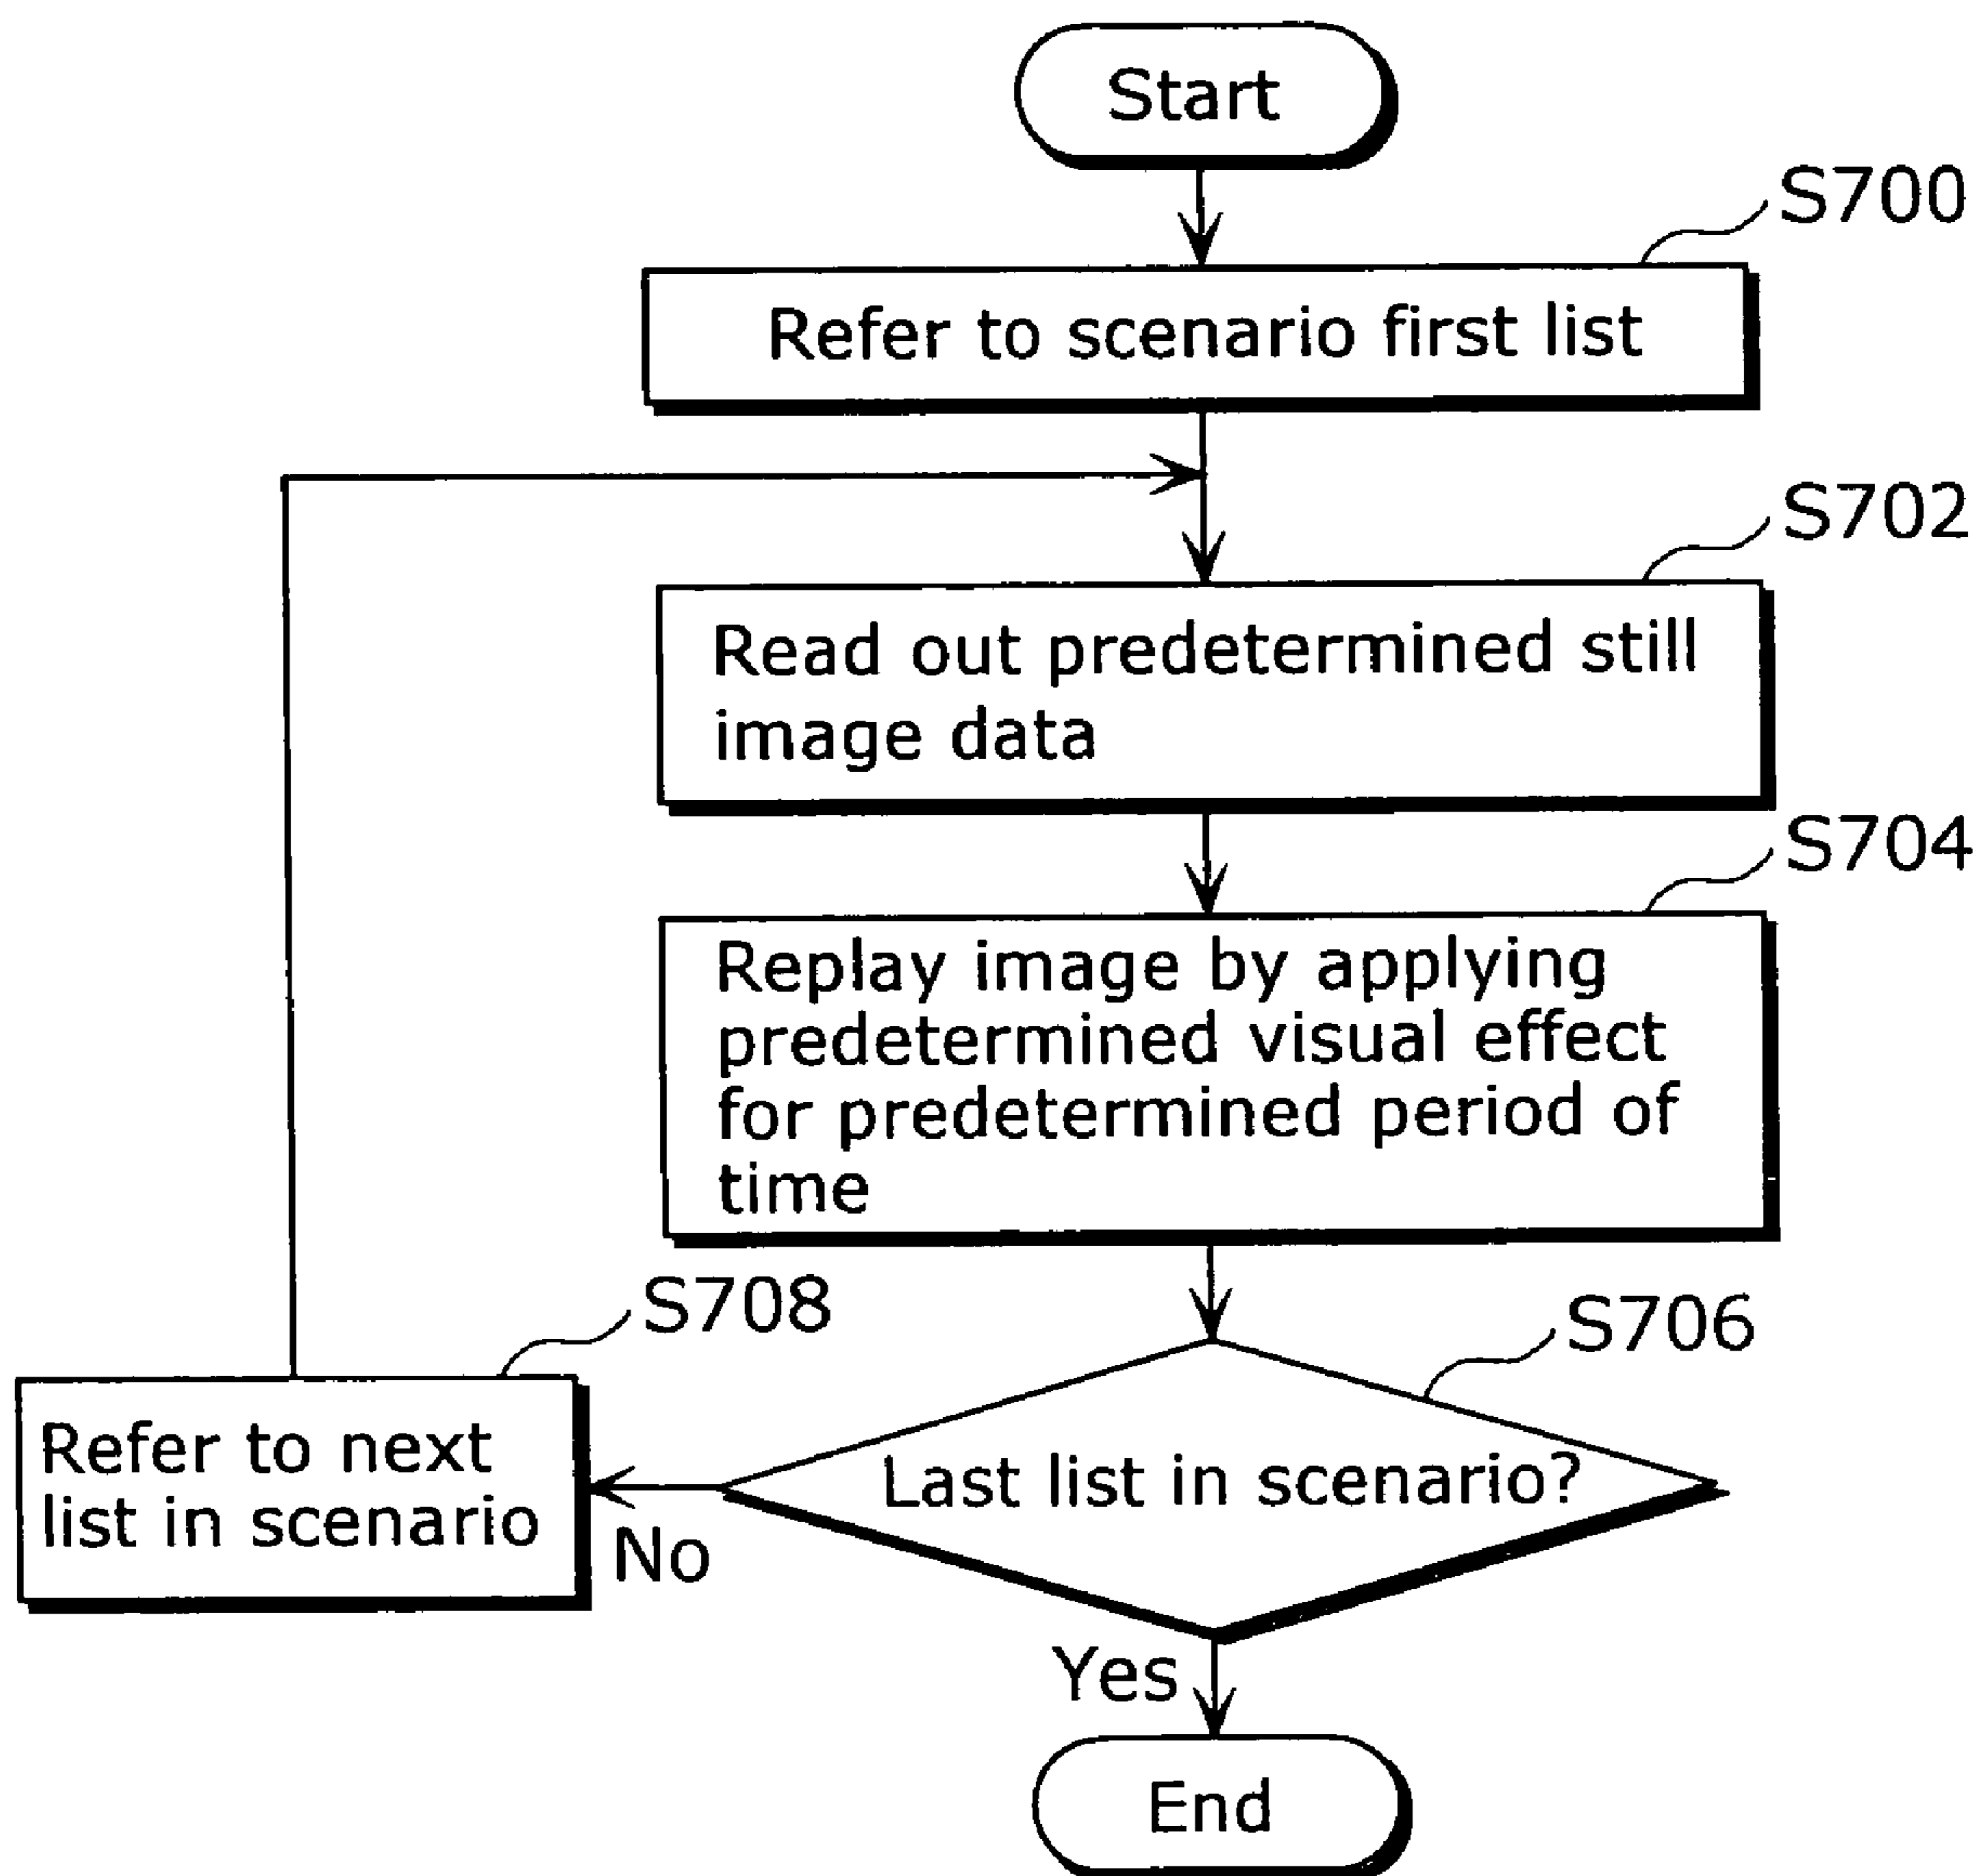 Start
S700
Refer to scenario first list
S702
Read out predetermined still
image data
S704
Replay image by applying
predetermined visual effect
for predetermined period of
time
S708
S706
Refer to next
list in scenario
Last list in scenario?
No
Yes
End